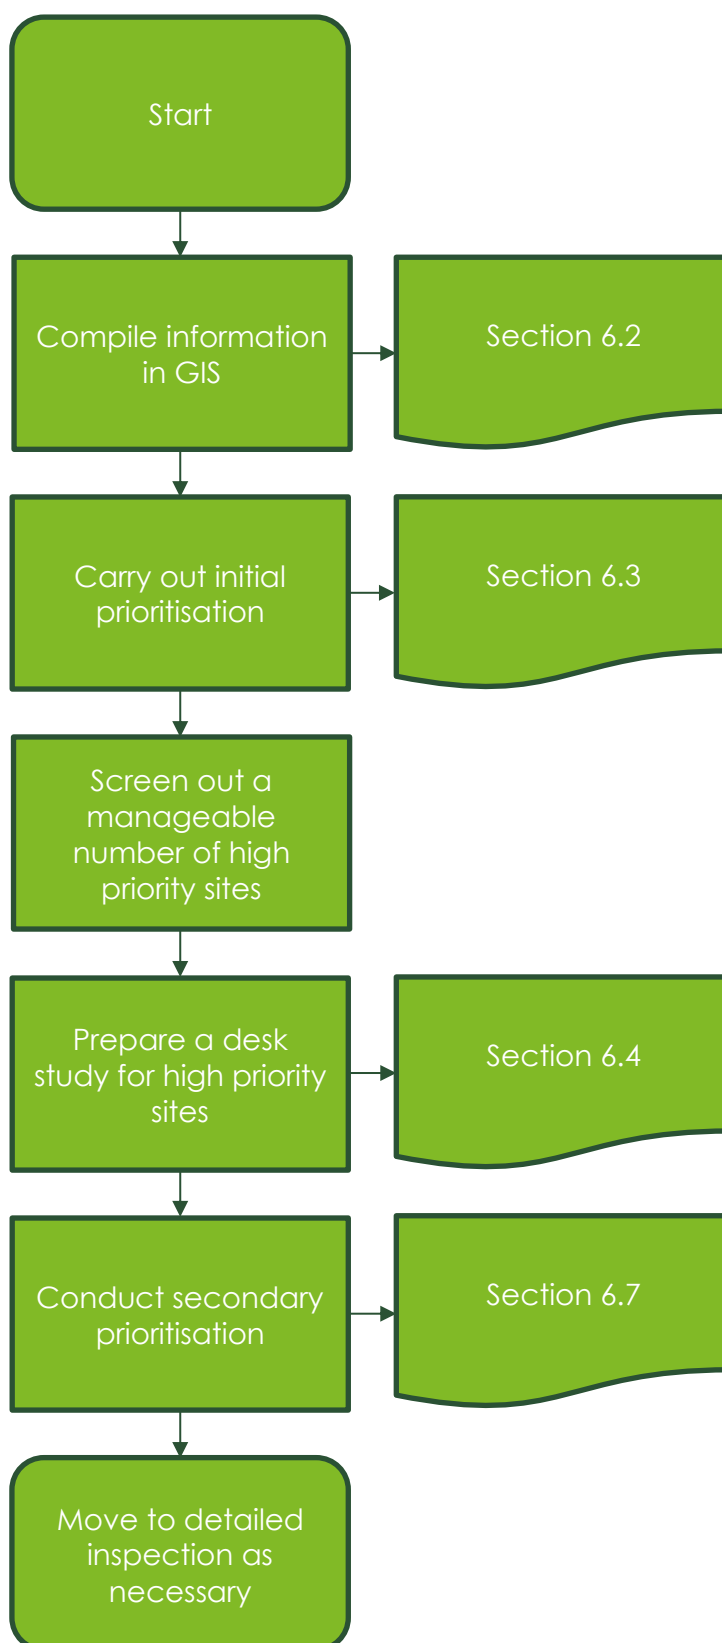 Start
Compile information
in GIS
Section 6.2
Carry out initial
prioritisation
Section 6.3
Screen out a
manageable
number of high
priority sites
Prepare a desk
study for high priority
sites
Section 6.4
Conduct secondary
prioritisation
Section 6.7
Move to detailed
inspection as
necessary